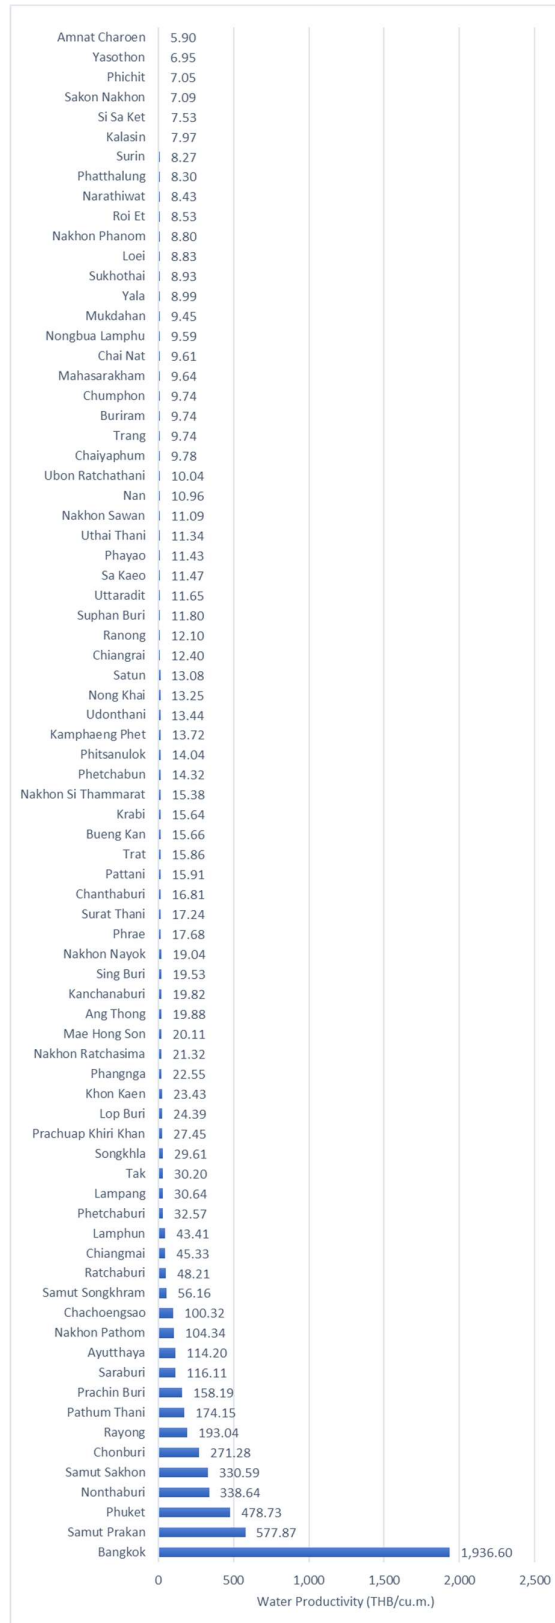 Amnat Charoen 5.90
Yasothon 6.95
Phichit 7.05
Sakon Nakhon 7.09
Si Sa Ket 7.53
Kalasin 7.97
Surin 8.27
Phatthalung 8.30
Narathiwat 8.43
Roi Et 8.53
Nakhon Phanom 8.80
Loei 8.83
Sukhothai 8.93
Yala 8.99
Mukdahan 9.45
Nongbua Lamphu 9.59
Chai Nat 9.61
Mahasarakham 9.64
Chumphon 9.74
Buriram 9.74
Trang 9.74
Chaiyaphum 9.78
Ubon Ratchathani 10.04
Nan 10.96
Nakhon Sawan 11.09
Uthai Thani 11.34
Phayao 11.43
Sa Kaeo 11.47
Uttaradit 11.65
Suphan Buri 11.80
Ranong 12.10
Chiangrai 12.40
Satun 13.08
Nong Khai 13.25
Udonthani 13.44
Kamphaeng Phet 13.72
Phitsanulok 14.04
Phetchabun 14.32
Nakhon Si Thammarat 15.38
Krabi 15.64
Bueng Kan 15.66
Trat 15.86
Pattani 15.91
Chanthaburi 16.81
Surat Thani 17.24
Phrae 17.68
Nakhon Nayok 19.04
Sing Buri 19.53
Kanchanaburi 19.82
Ang Thong 19.88
Mae Hong Son 20.11
Nakhon Ratchasima 21.32
Phangnga 22.55
Khon Kaen 23.43
Lop Buri 24.39
Prachuap Khiri Khan 27.45
Songkhla 29.61
Tak 30.20
Lampang 30.64
Phetchaburi 32.57
Lamphun 43.41
Chiangmai 45.33
Ratchaburi 48.21
Samut Songkhram 56.16
Chachoengsao 100.32
Nakhon Pathom 104.34
Ayutthaya 114.20
Saraburi 116.11
Prachin Buri 158.19
Pathum Thani 174.15
Rayong 193.04
Chonburi 271.28
Samut Sakhon 330.59
Nonthaburi 338.64
Phuket 478.73
Samut Prakan 577.87
Bangkok 1,936.60
0 500 1,000 1,500 2,000 2,500
Water Productivity (THB/cu.m.)